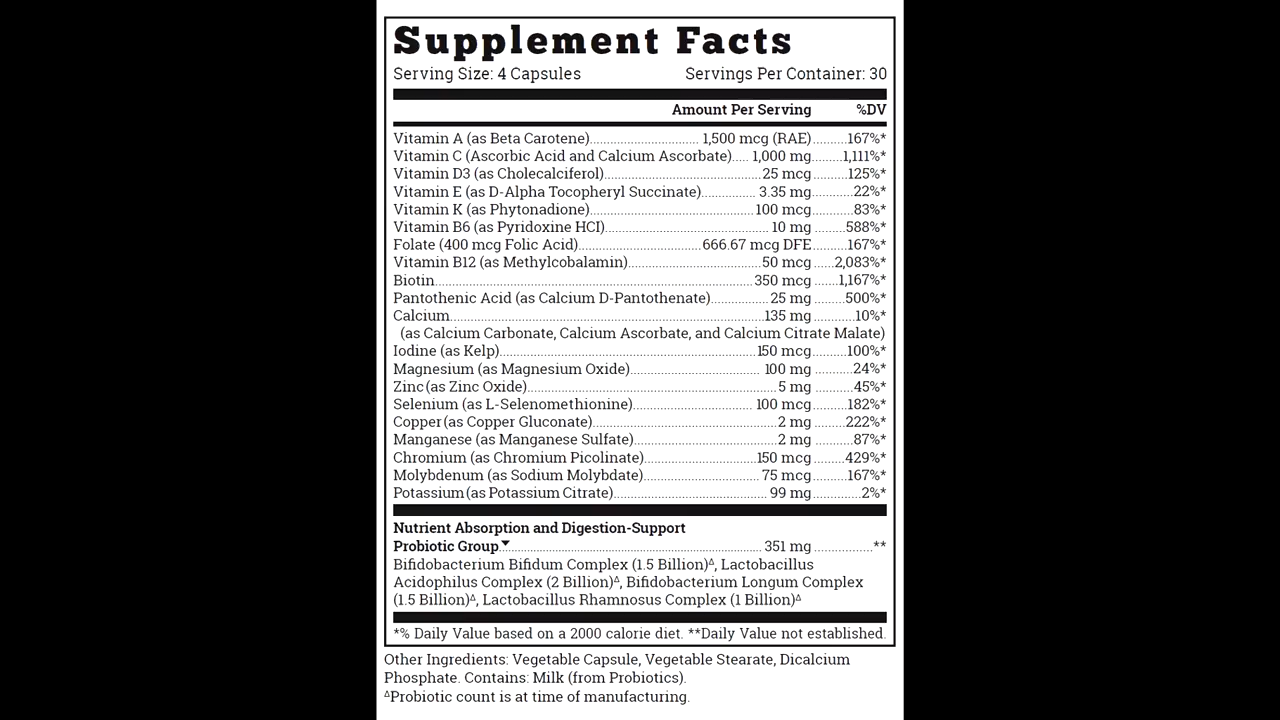 Supplement Facts
Serving Size: 4 Capsules Servings Per Container: 30
Amount Per Serving %DV
Vitamin A (as Beta Carotene)........................... 1,500 mcg (RAE).........167%*
Vitamin C (Ascorbic Acid and Calcium Ascorbate)..... 1,000 mg........1,111%*
Vitamin D3 (as Cholecalciferol)........................................25 mcg.........125%*
Vitamin E (as D-Alpha Tocopheryl Succinate)............. 3.35 mg..........22%*
Vitamin K (as Phytonadione).........................................100 mcg..........83%*
Vitamin B6 (as Pyridoxine HCI).......................................... 10 mg ........588%*
Folate (400 mcg Folic Acid)..............................666.67 mcg DFE.........167%*
Vitamin B12 (as Methylcobalamin)..................................50 mcg ......2,083%*
Biotin................................................................................350 mcg .......1,167%*
Pantothenic Acid (as Calcium D-Pantothenate)............... 25 mg ........500%*
Calcium...............................................................................135 mg...........10%*
(as Calcium Carbonate, Calcium Ascorbate, and Calcium Citrate Malate)
Iodine (as Kelp)................................................................150 mcg.........100%*
Magnesium (as Magnesium Oxide)................................. 100 mg ..........24%*
Zinc (as Zinc Oxide)..............................................................5 mg ..........45%*
Selenium (as L-Selenomethionine).............................. 100 mcg.........182%*
Copper (as Copper Gluconate).............................................2 mg ........222%*
Manganese (as Manganese Sulfate)....................................2 mg ..........87%*
Chromium (as Chromium Picolinate)............................150 mcg.........429%*
Molybdenum (as Sodium Molybdate).............................. 75 mcg.........167%*
Potassium (as Potassium Citrate)...................................... 99 mg.............2%*
Nutrient Absorption and Digestion-Support
Probiotic Group▼................................................................. 351 mg ...............**
Bifidobacterium Bifidum Complex (1.5 Billion)∆, Lactobacillus
Acidophilus Complex (2 Billion)∆, Bifidobacterium Longum Complex
(1.5 Billion)∆, Lactobacillus Rhamnosus Complex (1 Billion)∆
*% Daily Value based on a 2000 calorie diet. **Daily Value not established.
Other Ingredients: Vegetable Capsule, Vegetable Stearate, Dicalcium
Phosphate. Contains: Milk (from Probiotics).
∆Probiotic count is at time of manufacturing.